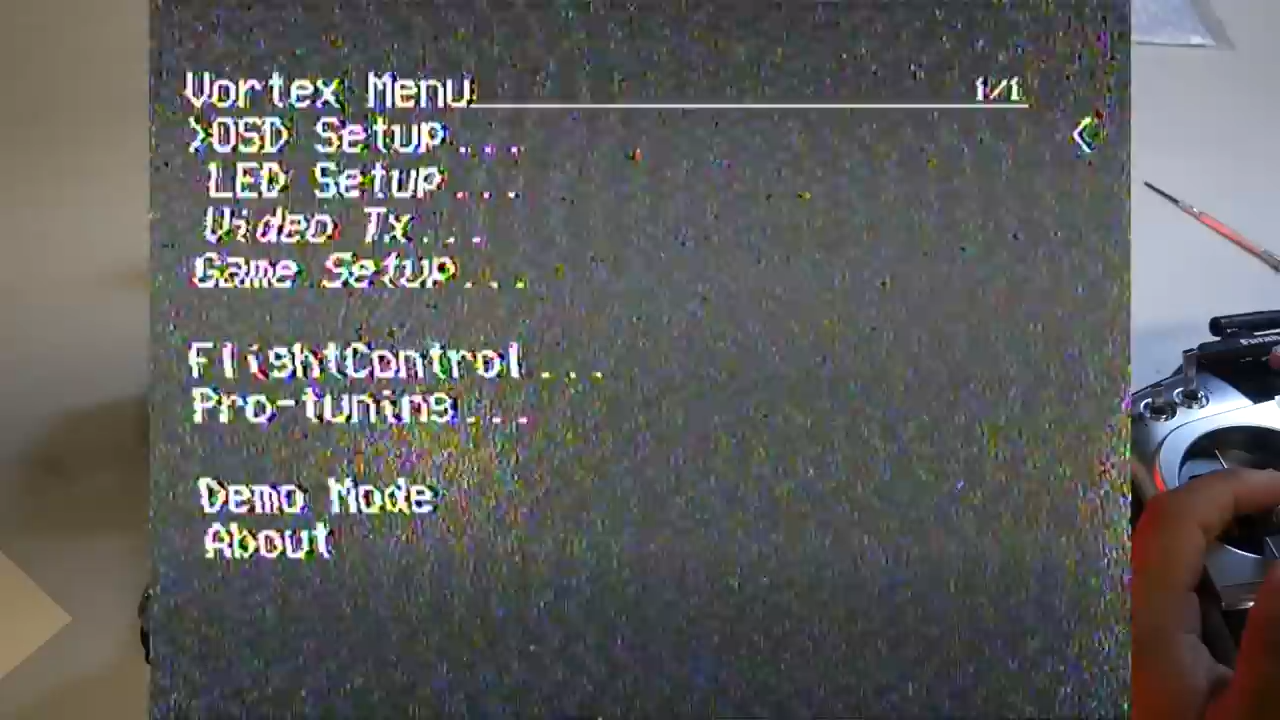 Vortex Menu 1/1
>OSD Setup... <
LED Setup...
Video Tx...
Game Setup...
FlightControl...
Pro-tuning...
Demo Mode
About